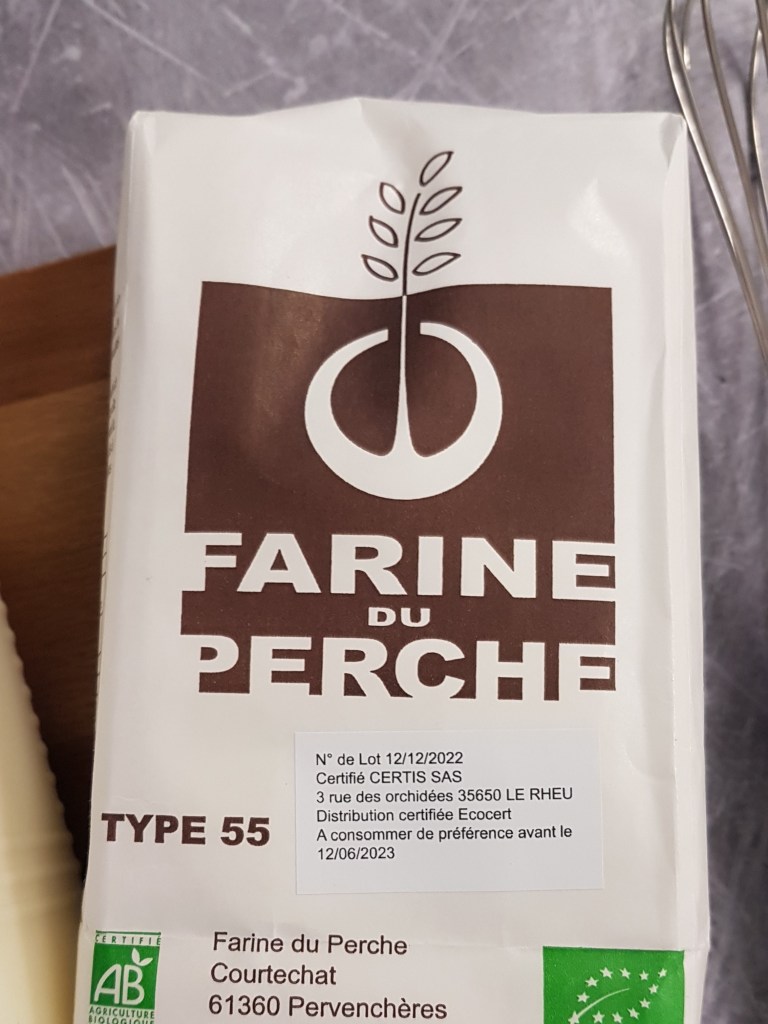 FARINE
DU
PERCHE
N° de Lot 12/12/2022
Certifié CERTIS SAS
3 rue des orchidées 35650 LE RHEU
Distribution certifiée Ecocert
A consommer de préférence avant le
12/06/2023
TYPE 55
CERTIFIÉ
AB
AGRICULTURE
BIOLOGIQUE
Farine du Perche
Courtechat
61360 Pervenchères